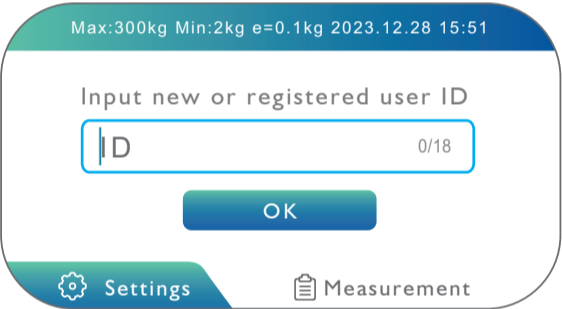 Max:300kg Min:2kg e=0.1kg 2023.12.28 15:51
Input new or registered user ID
ID 0/18
OK
Settings Measurement